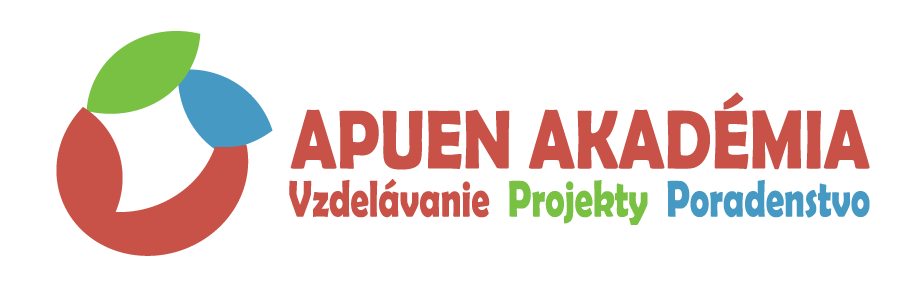 APUEN AKADÉMIA
Vzdelávanie Projekty Poradenstvo